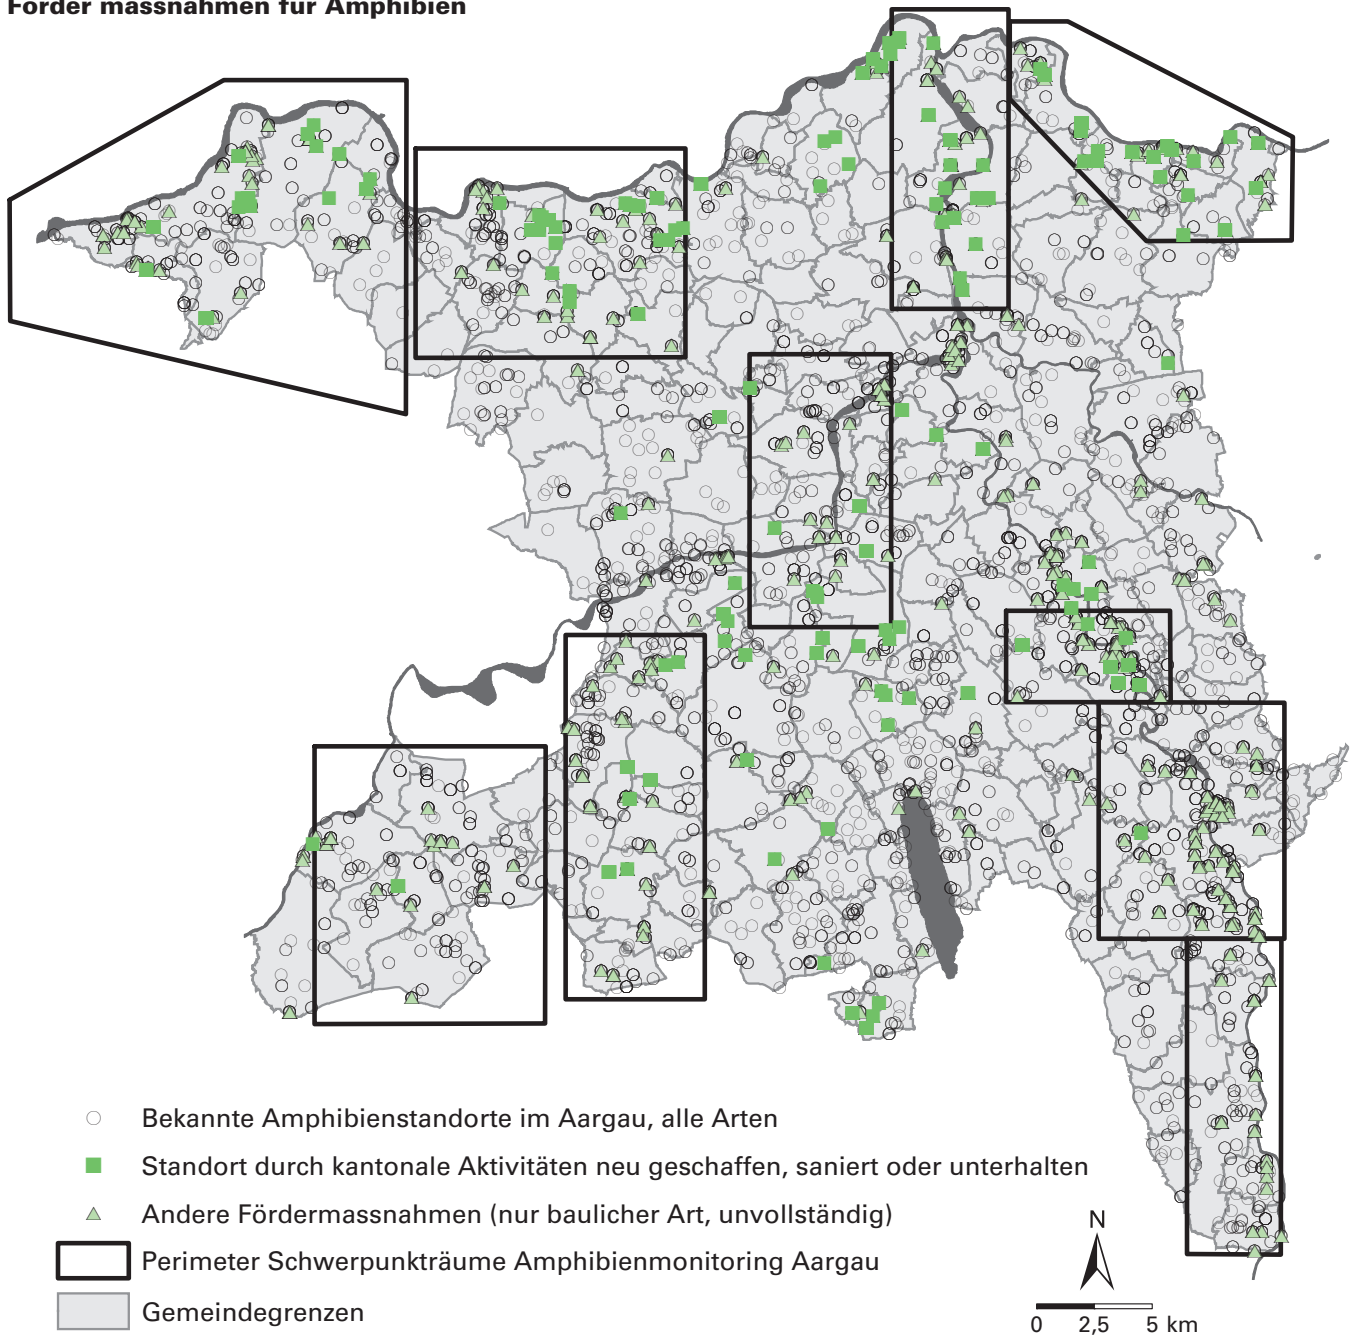 Förder massnahmen für Amphibien
Bekannte Amphibienstandorte im Aargau, alle Arten
Standort durch kantonale Aktivitäten neu geschaffen, saniert oder unterhalten
Andere Fördermassnahmen (nur baulicher Art, unvollständig)
Perimeter Schwerpunkträume Amphibienmonitoring Aargau
Gemeindegrenzen
N
0 2,5 5 km